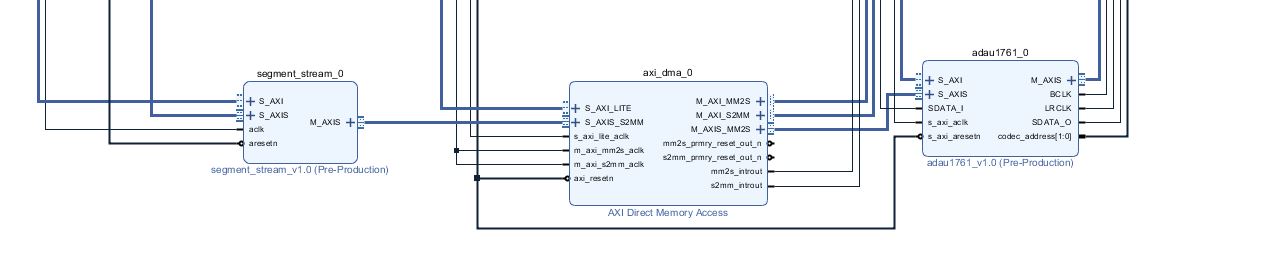 segment_stream_0
S_AXI
S_AXIS
aclk
aresetn
M_AXIS
segment_stream_v1.0 (Pre-Production)
axi_dma_0
S_AXI_LITE
S_AXIS_S2MM
s_axi_lite_aclk
m_axi_mm2s_aclk
m_axi_s2mm_aclk
axi_resetn
M_AXI_MM2S
M_AXI_S2MM
M_AXIS_MM2S
mm2s_prmry_reset_out_n
s2mm_prmry_reset_out_n
mm2s_introut
s2mm_introut
AXI Direct Memory Access
adau1761_0
S_AXI
S_AXIS
SDATA_I
s_axi_aclk
s_axi_aresetn
M_AXIS
BCLK
LRCLK
SDATA_O
codec_address[1:0]
adau1761_v1.0 (Pre-Production)